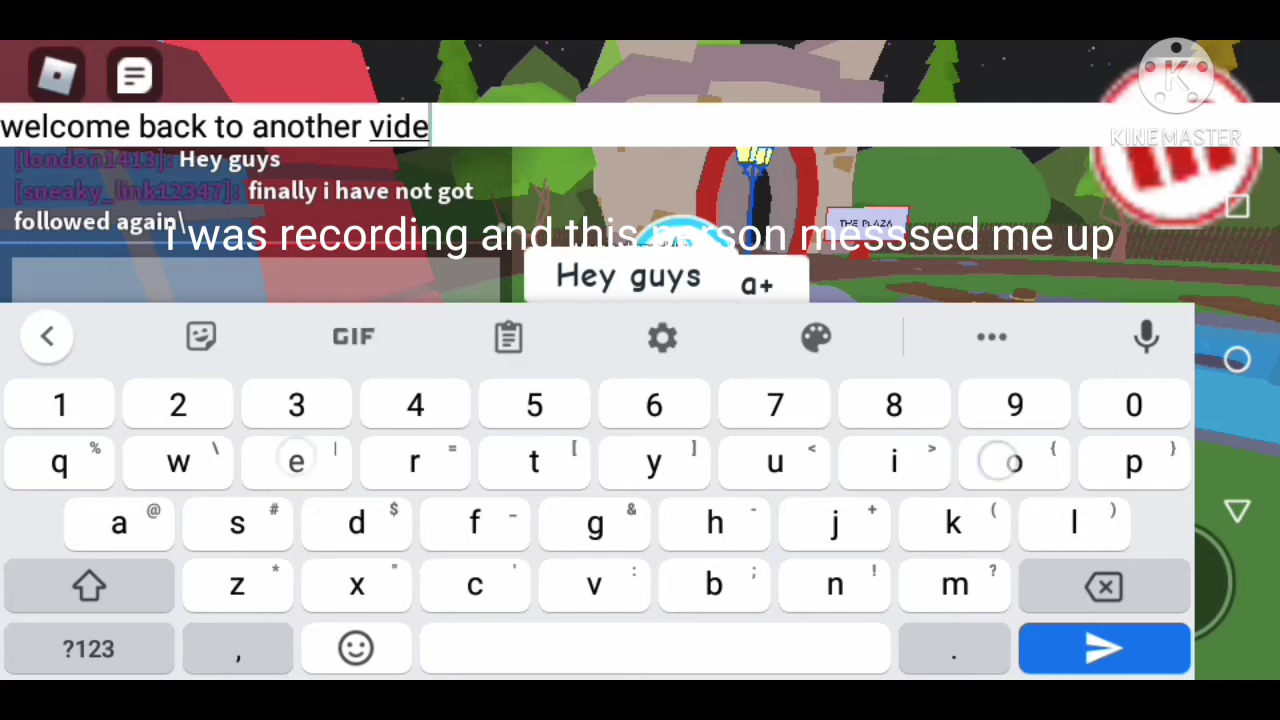 KINEMASTER
welcome back to another vide
[london1413]: Hey guys
[sneaky_link12347]: finally i have not got
followed again\
THE PLAZA
i was recording and this person messsed me up
Hey guys
a+
GIF
1 2 3 4 5 6 7 8 9 0
q % w \ e | r = t [ y ] u < i > o { p }
a @ s # d $ f _ g & h - j + k ( l )
z * x " c ' v : b ; n ! m ?
?123 , .